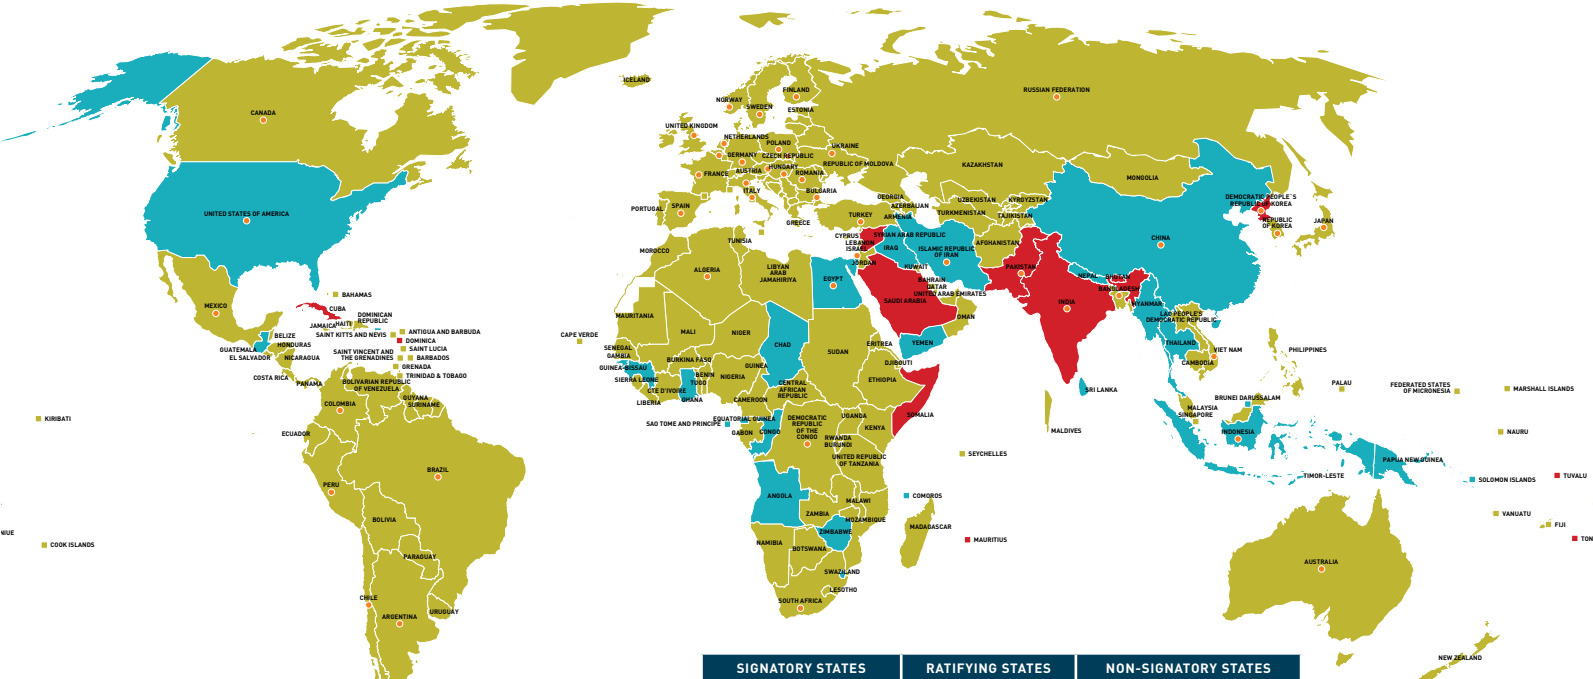 ICELAND
NORWAY
SWEDEN
FINLAND
ESTONIA
RUSSIAN FEDERATION
CANADA
UNITED KINGDOM
NETHERLANDS
POLAND
GERMANY
CZECH REPUBLIC
UKRAINE
REPUBLIC OF MOLDOVA
FRANCE
AUSTRIA
HUNGARY
ROMANIA
ITALY
BULGARIA
KAZAKHSTAN
MONGOLIA
PORTUGAL
SPAIN
GREECE
TURKEY
GEORGIA
AZERBAIJAN
ARMENIA
UZBEKISTAN
KYRGYZSTAN
TURKMENISTAN
TAJIKISTAN
DEMOCRATIC PEOPLE'S
REPUBLIC OF KOREA
REPUBLIC
OF KOREA
JAPAN
UNITED STATES OF AMERICA
CHINA
CYPRUS
LEBANON
ISRAEL
SYRIAN ARAB REPUBLIC
IRAQ
JORDAN
ISLAMIC REPUBLIC
OF IRAN
AFGHANISTAN
KUWAIT
PAKISTAN
NEPAL
BHUTAN
BANGLADESH
TUNISIA
MOROCCO
ALGERIA
LIBYAN
ARAB
JAMAHIRIYA
EGYPT
BAHRAIN
QATAR
UNITED ARAB EMIRATES
SAUDI ARABIA
OMAN
INDIA
MYANMAR
LAO PEOPLE'S
DEMOCRATIC REPUBLIC
MEXICO
BAHAMAS
CUBA
JAMAICA
HAITI
DOMINICAN
REPUBLIC
SAINT KITTS AND NEVIS
ANTIGUA AND BARBUDA
DOMINICA
SAINT LUCIA
BARBADOS
SAINT VINCENT AND
THE GRENADINES
GRENADA
TRINIDAD & TOBAGO
BELIZE
HONDURAS
GUATEMALA
EL SALVADOR
NICARAGUA
COSTA RICA
PANAMA
BOLIVARIAN REPUBLIC
OF VENEZUELA
GUYANA
SURINAME
COLOMBIA
ECUADOR
CAPE VERDE
MAURITANIA
MALI
NIGER
CHAD
SUDAN
ERITREA
YEMEN
DJIBOUTI
ETHIOPIA
SENEGAL
GAMBIA
GUINEA-BISSAU
SIERRA LEONE
LIBERIA
BURKINA FASO
GUINEA
CTE D'IVOIRE
GHANA
BENIN
TOGO
NIGERIA
CAMEROON
CENTRAL
AFRICAN
REPUBLIC
EQUATORIAL GUINEA
SAO TOME AND PRINCIPE
GABON
CONGO
DEMOCRATIC
REPUBLIC
OF THE
CONGO
UGANDA
KENYA
RWANDA
BURUNDI
SOMALIA
UNITED REPUBLIC
OF TANZANIA
THAILAND
VIET NAM
CAMBODIA
PHILIPPINES
SRI LANKA
MALDIVES
BRUNEI DARUSSALAM
MALAYSIA
SINGAPORE
INDONESIA
PALAU
FEDERATED STATES
OF MICRONESIA
MARSHALL ISLANDS
KIRIBATI
NAURU
SEYCHELLES
PAPUA NEW GUINEA
TIMOR-LESTE
SOLOMON ISLANDS
TUVALU
BRAZIL
PERU
BOLIVIA
ANGOLA
ZAMBIA
MALAWI
MOZAMBIQUE
COMOROS
ZIMBABWE
MADAGASCAR
MAURITIUS
NAMIBIA
BOTSWANA
SWAZILAND
LESOTHO
SOUTH AFRICA
VANUATU
FIJI
TON
NIUE
COOK ISLANDS
PARAGUAY
CHILE
ARGENTINA
URUGUAY
AUSTRALIA
NEW ZEALAND
SIGNATORY STATES
RATIFYING STATES
NON-SIGNATORY STATES